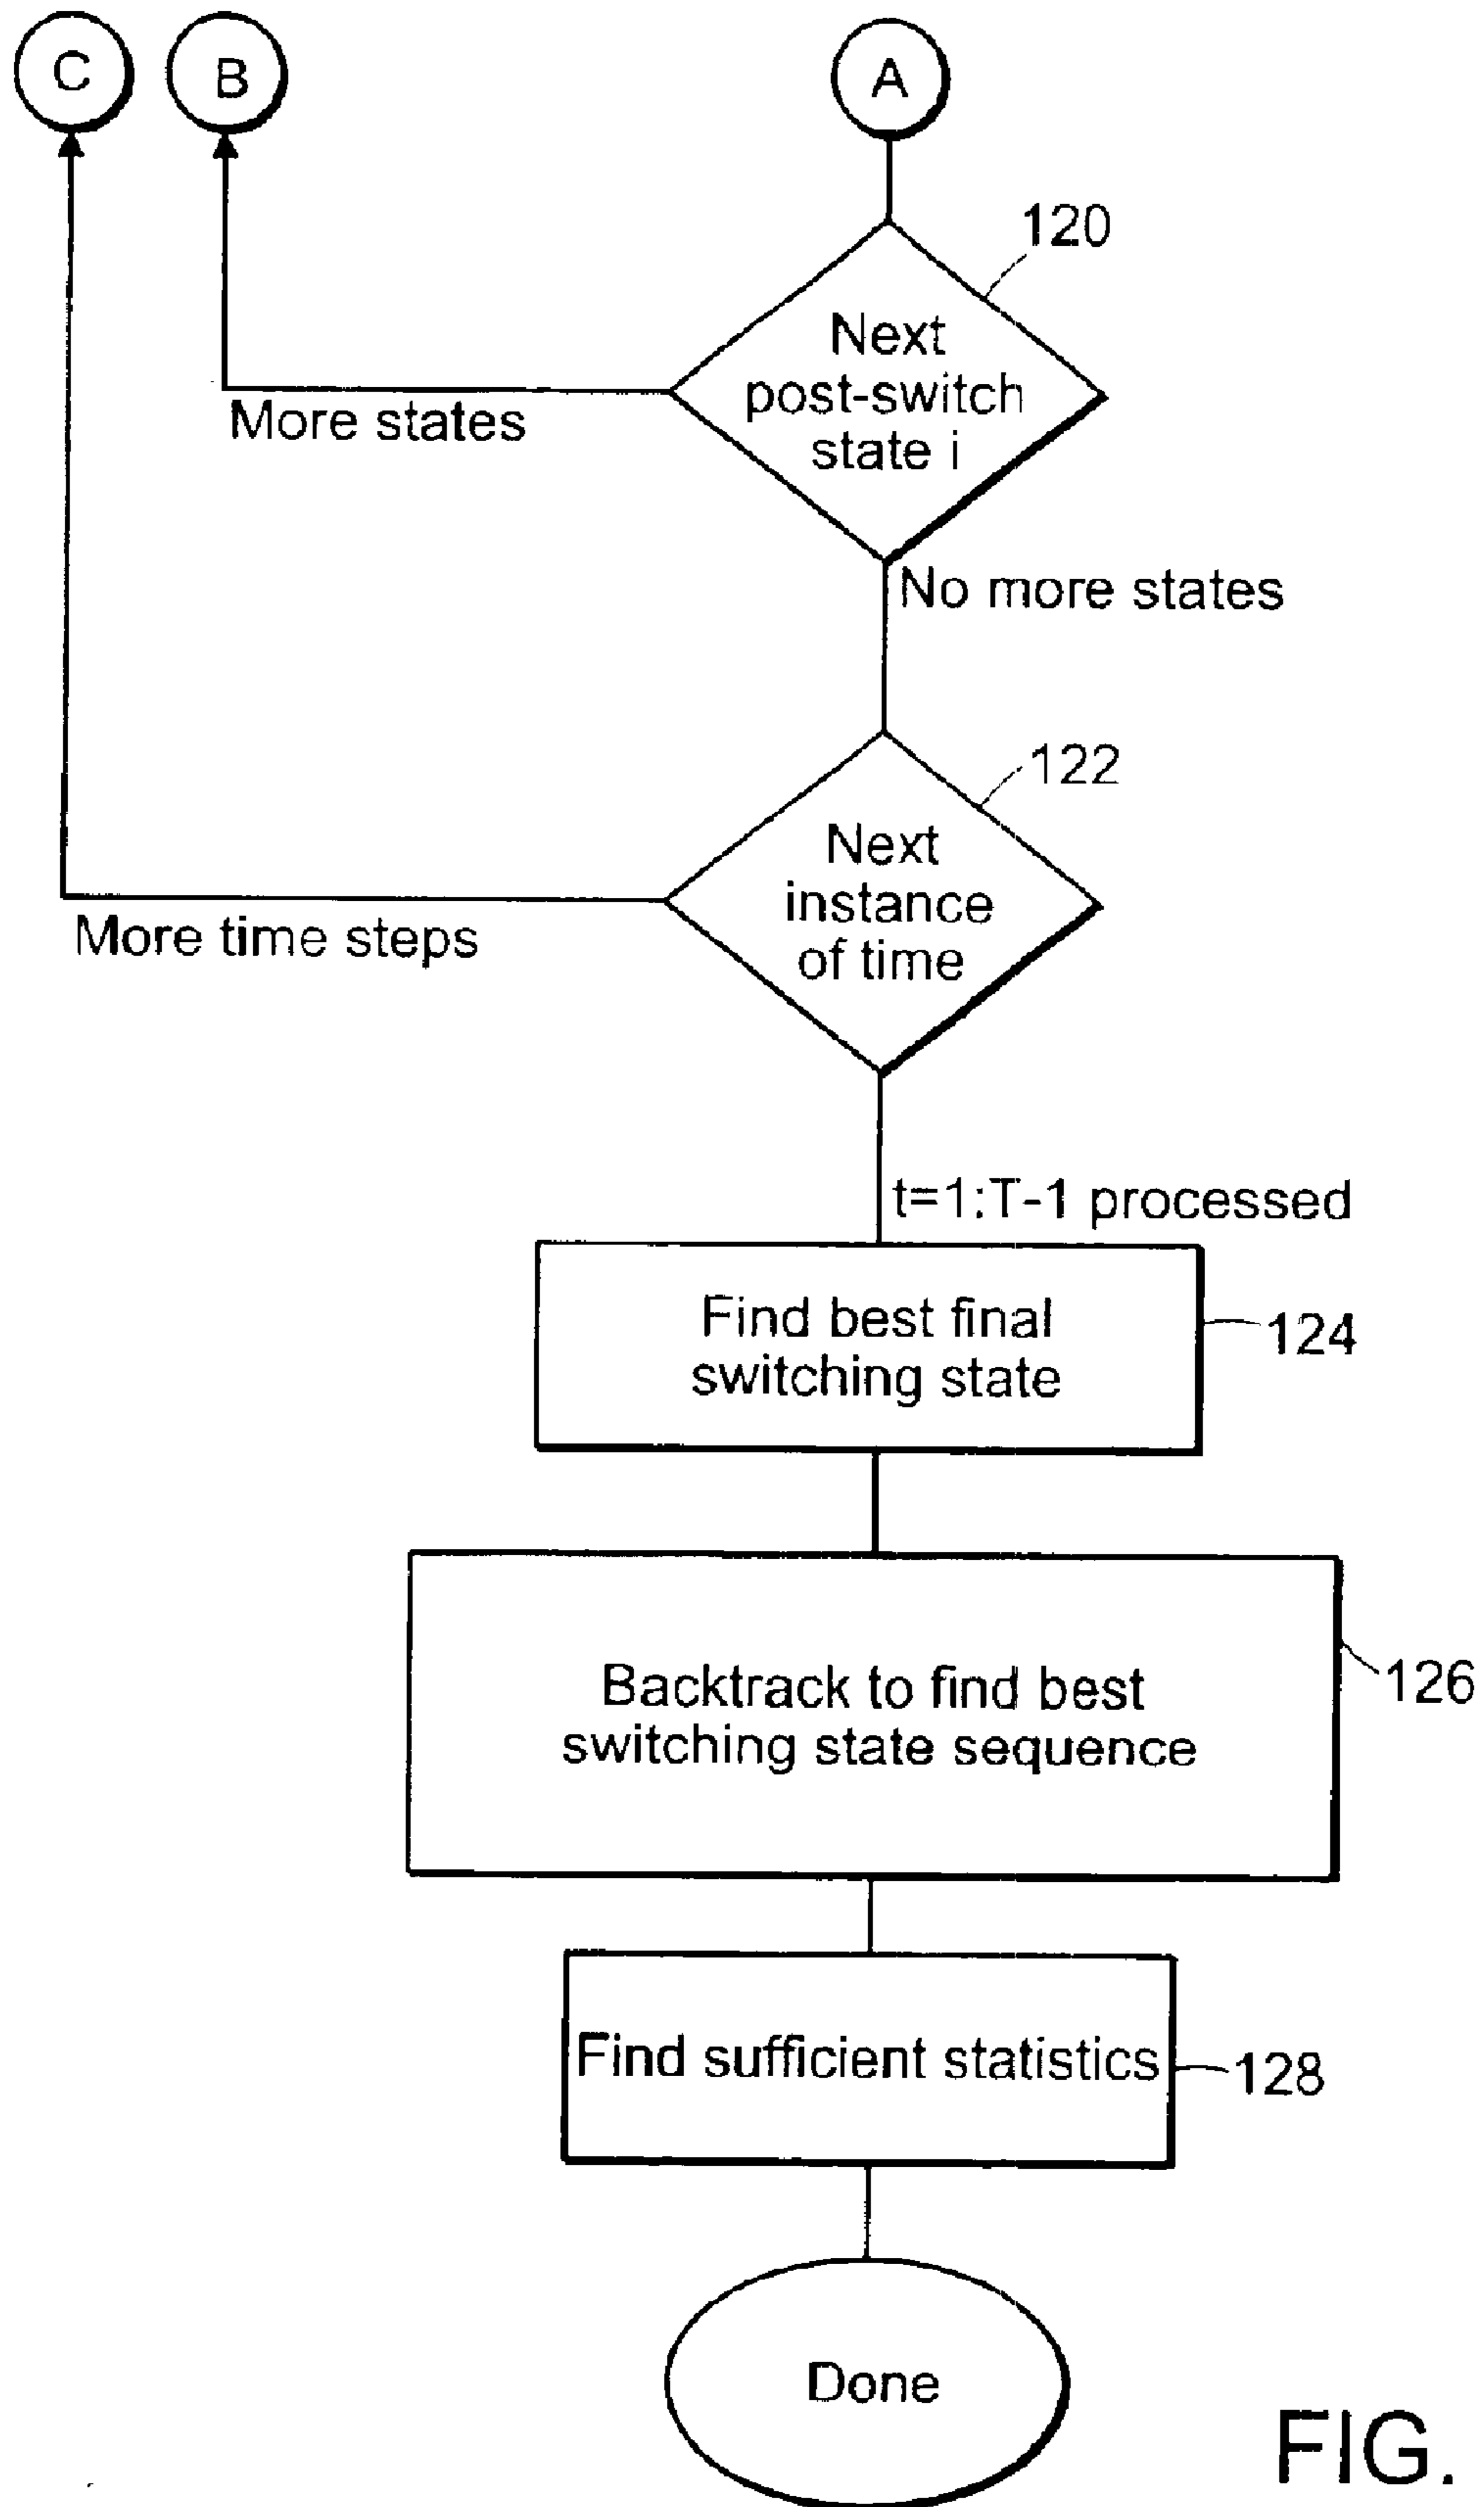 C
B
A
120
Next
post-switch
state i
More states
No more states
122
Next
instance
of time
More time steps
t=1:T-1 processed
Find best final
switching state
124
Backtrack to find best
switching state sequence
126
Find sufficient statistics
128
Done
FIG.